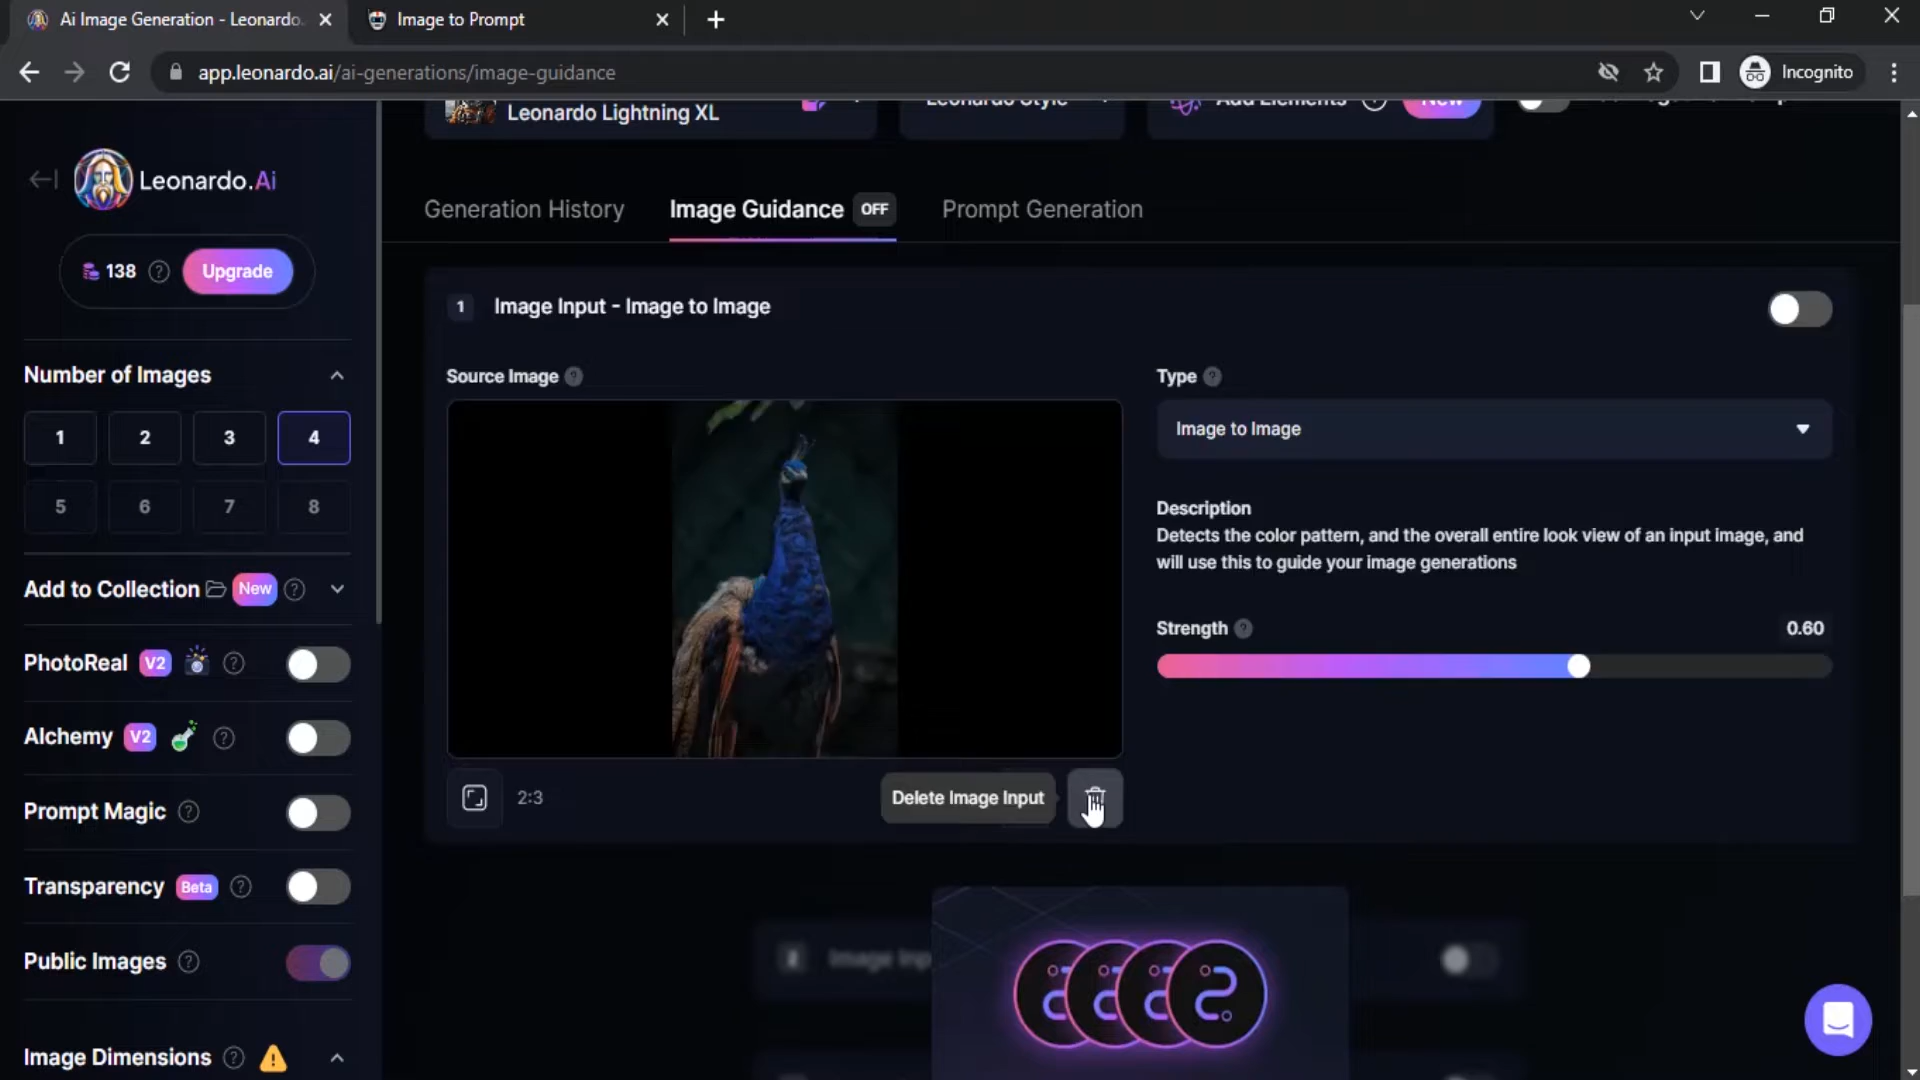 Ai Image Generation - Leonardo.
Image to Prompt
app.leonardo.ai/ai-generations/image-guidance
Incognito
Leonardo Lightning XL
Leonardo Style
Add Elements
New
Leonardo.Ai
138
Upgrade
Generation History
Image Guidance OFF
Prompt Generation
1 Image Input - Image to Image
Number of Images
1 2 3 4
5 6 7 8
Source Image
Type
Image to Image
Description
Detects the color pattern, and the overall entire look view of an input image, and
will use this to guide your image generations
Strength
0.60
Add to Collection New
PhotoReal V2
Alchemy V2
Prompt Magic
2:3
Delete Image Input
Transparency Beta
Public Images
Image Dimensions